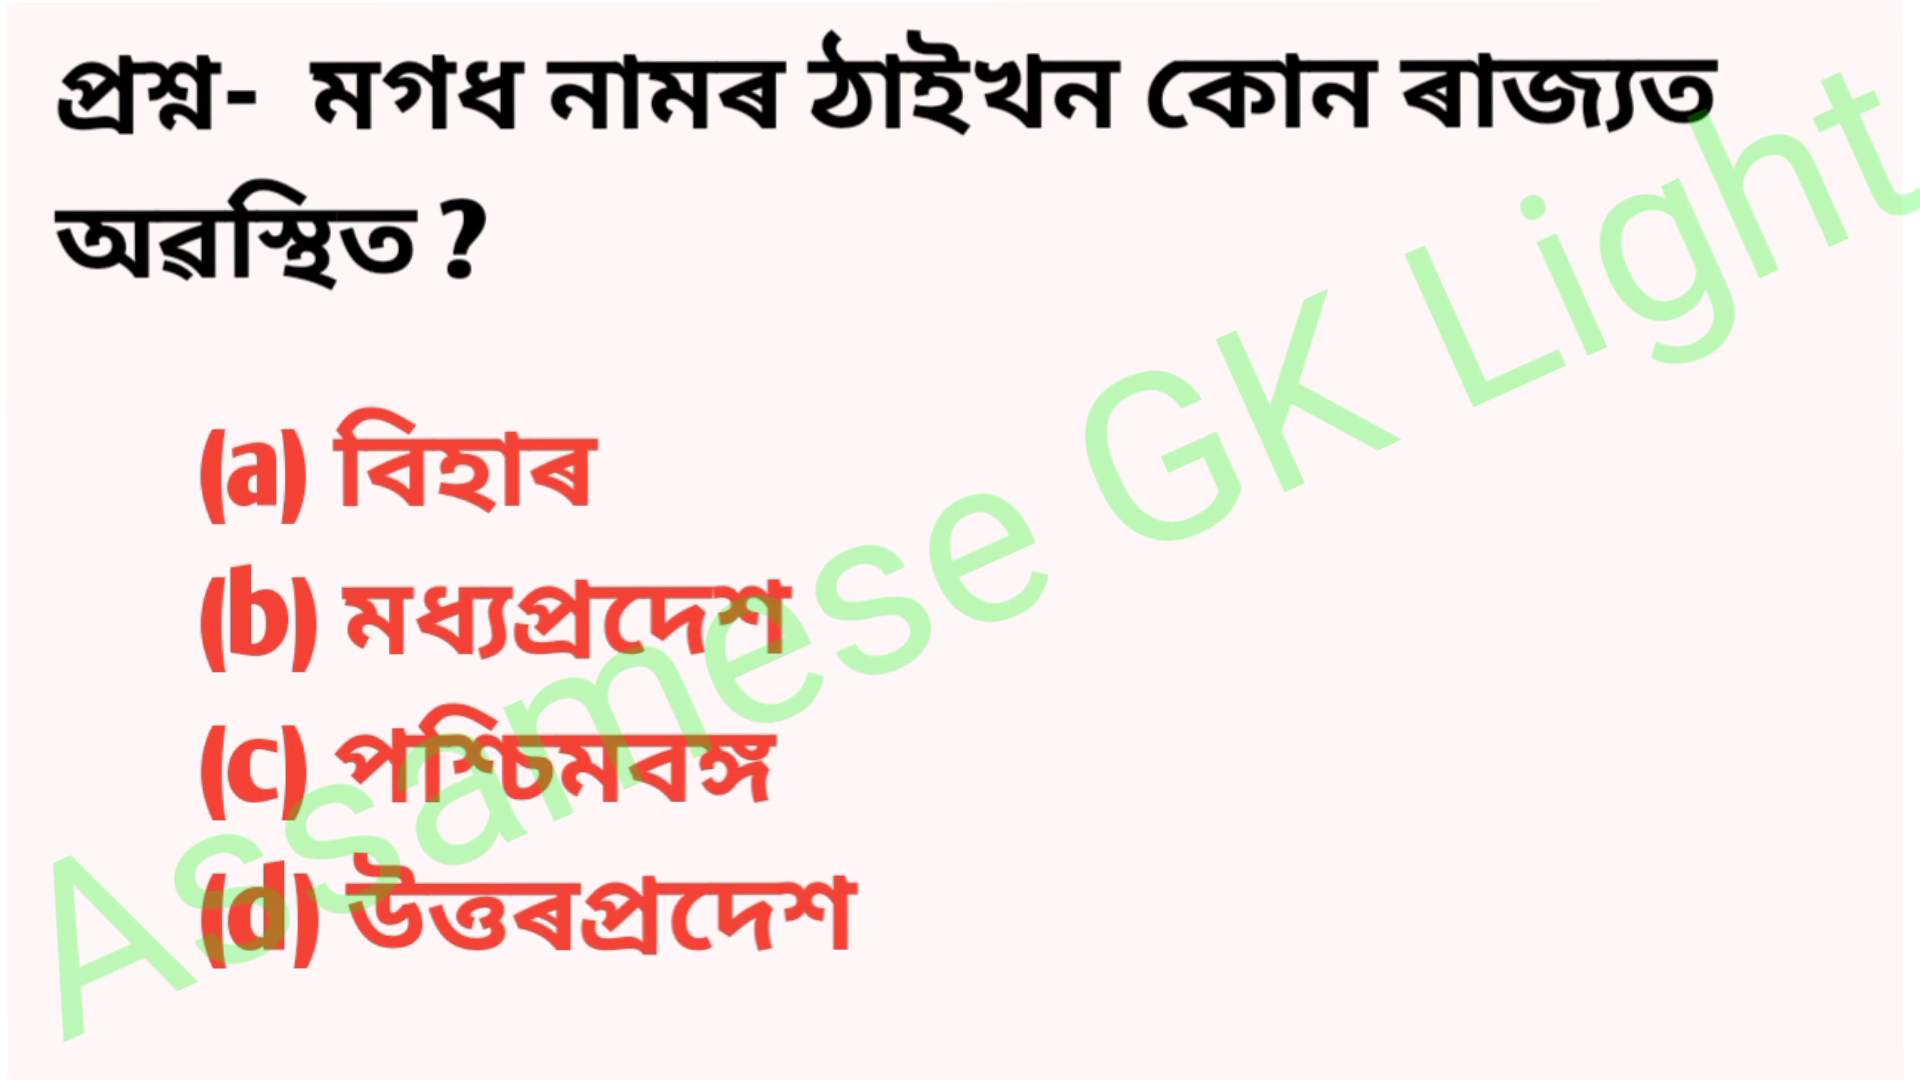 প্ৰশ্ন- মগধ নামৰ ঠাইখন কোন ৰাজ্যত
অৱস্থিত ?
(a) বিহাৰ
(b) মধ্যপ্ৰদেশ
(c) পশ্চিমবঙ্গ
(d) উত্তৰপ্ৰদেশ
Assamese GK Light